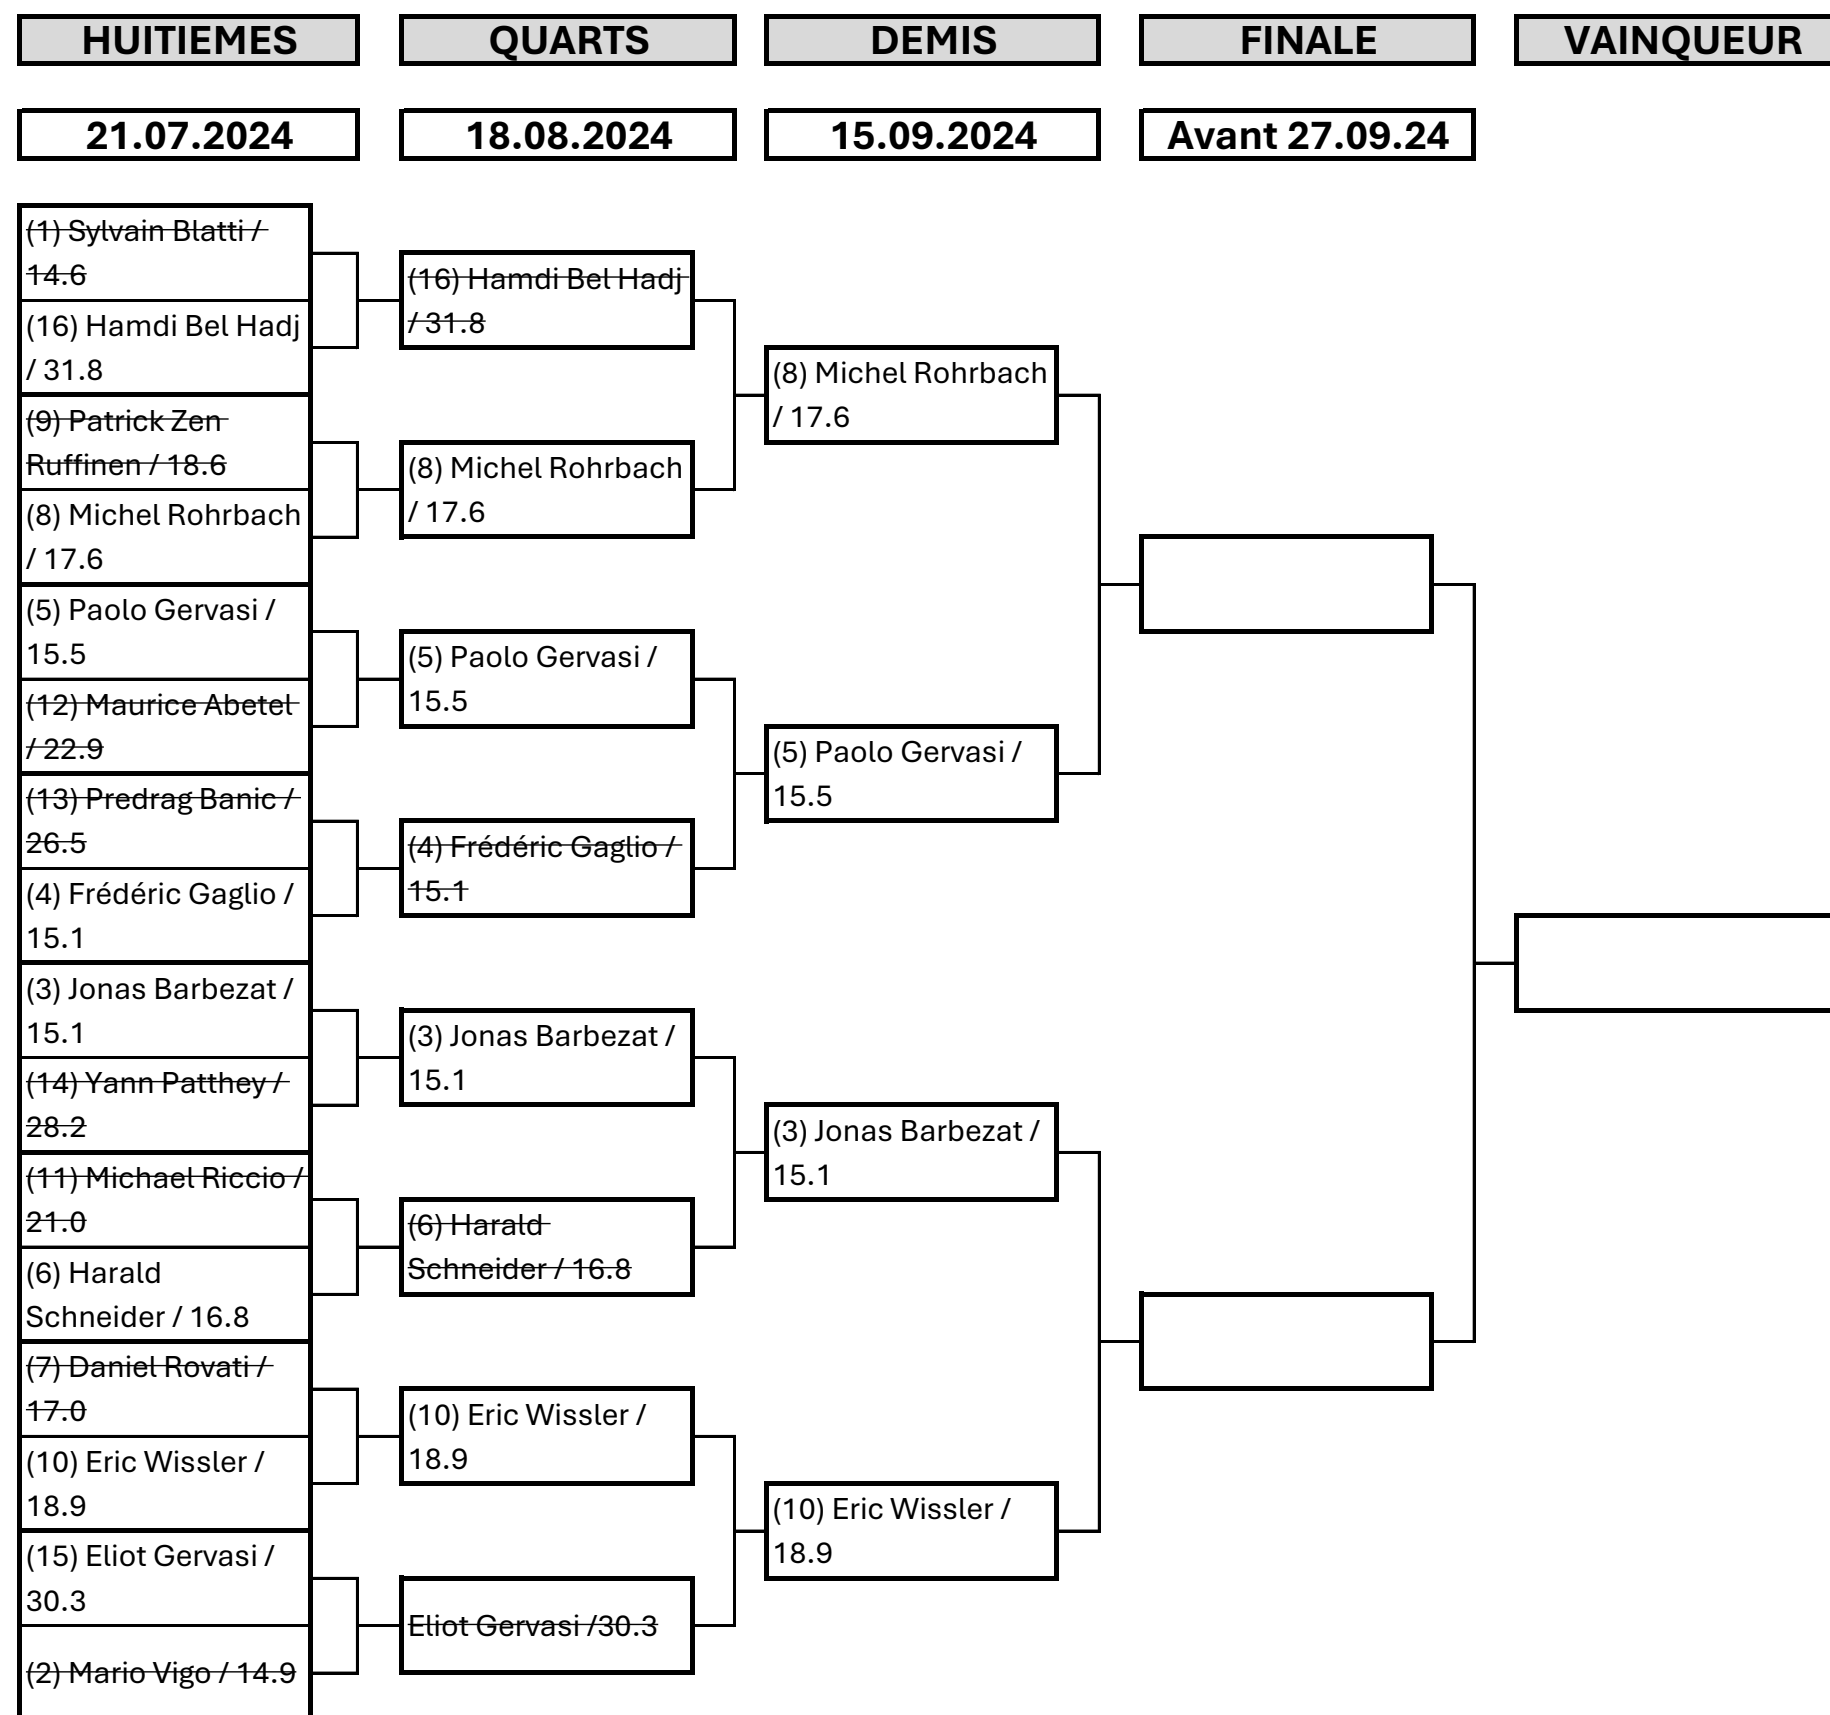 HUITIEMES
QUARTS
DEMIS
FINALE
VAINQUEUR
21.07.2024
18.08.2024
15.09.2024
Avant 27.09.24
(1) Sylvain Blatti /
14.6
(16) Hamdi Bel Hadj
/ 31.8
(9) Patrick Zen
Ruffinen / 18.6
(8) Michel Rohrbach
/ 17.6
(5) Paolo Gervasi /
15.5
(12) Maurice Abetel
/ 22.9
(13) Predrag Banic /
26.5
(4) Frédéric Gaglio /
15.1
(3) Jonas Barbezat /
15.1
(14) Yann Patthey /
28.2
(11) Michael Riccio /
21.0
(6) Harald
Schneider / 16.8
(7) Daniel Rovati /
17.0
(10) Eric Wissler /
18.9
(15) Eliot Gervasi /
30.3
(2) Mario Vigo / 14.9
(16) Hamdi Bel Hadj
/ 31.8
(8) Michel Rohrbach
/ 17.6
(5) Paolo Gervasi /
15.5
(4) Frédéric Gaglio /
15.1
(3) Jonas Barbezat /
15.1
(6) Harald
Schneider / 16.8
(10) Eric Wissler /
18.9
Eliot Gervasi /30.3
(8) Michel Rohrbach
/ 17.6
(5) Paolo Gervasi /
15.5
(3) Jonas Barbezat /
15.1
(10) Eric Wissler /
18.9